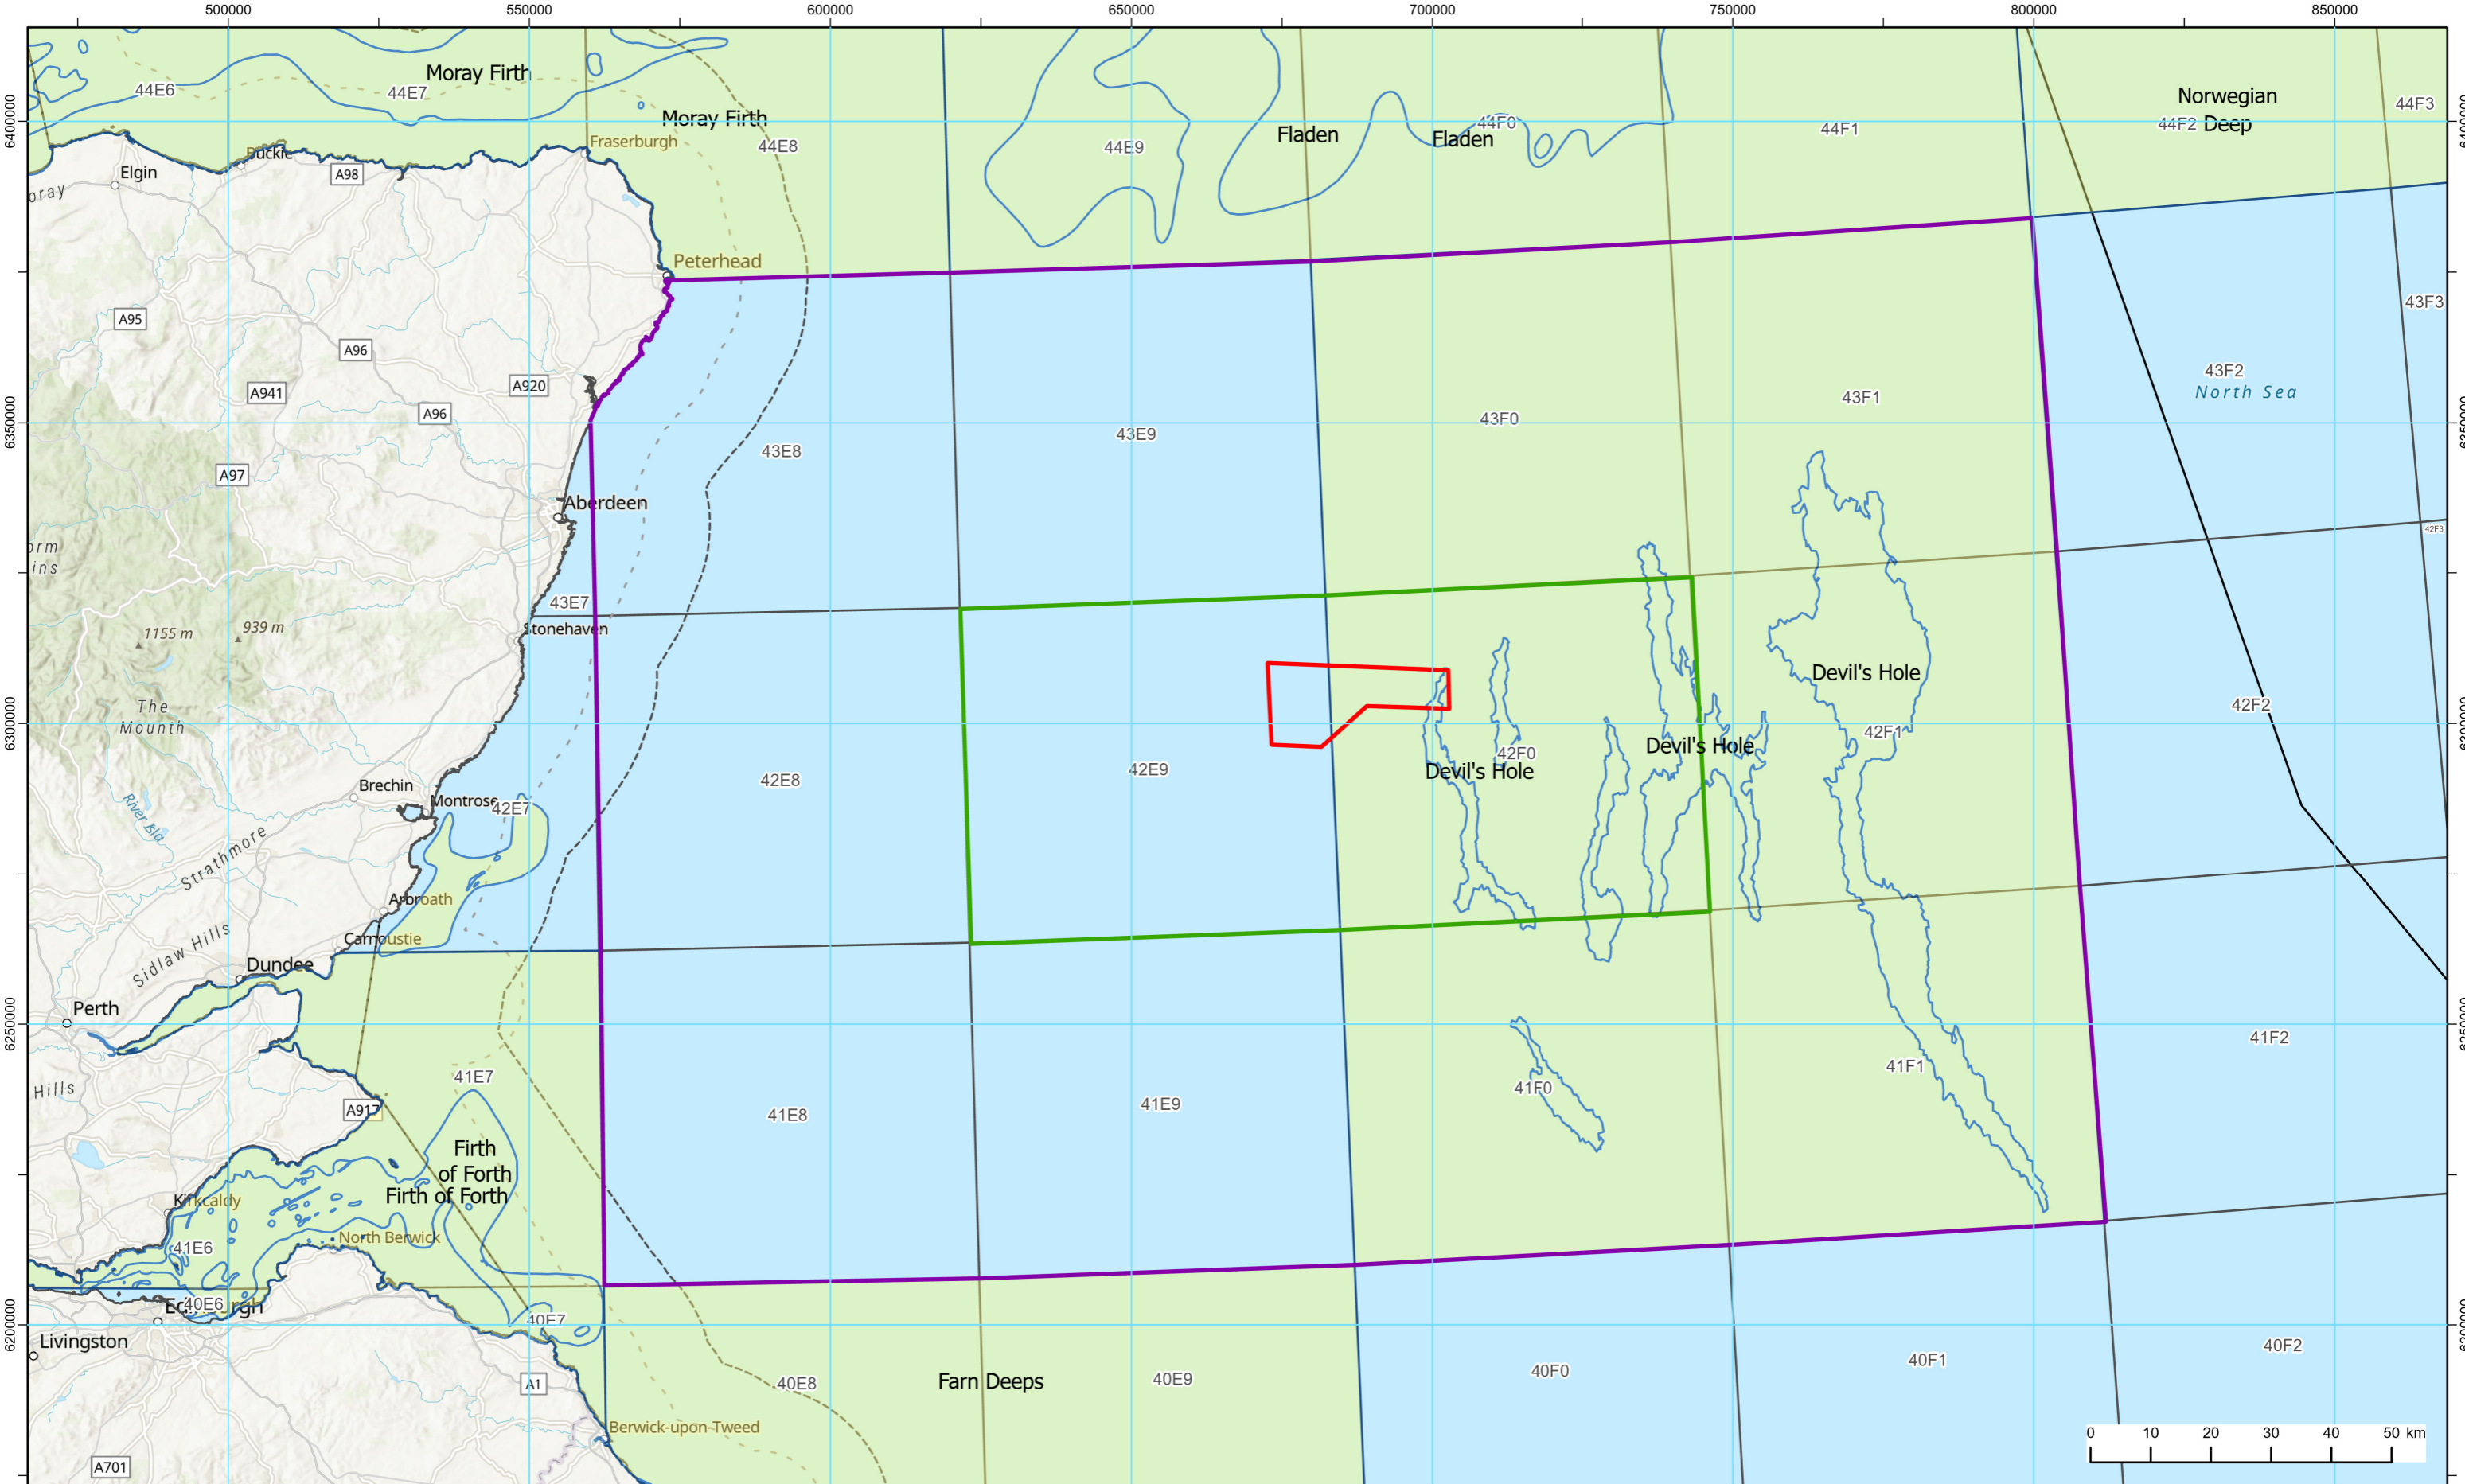 500000
550000
600000
650000
700000
750000
800000
850000
6400000
6350000
6300000
6250000
6200000
Moray Firth
44E6
44E7
Moray Firth
44E8
44E9
Fladen
44F0
Fladen
44F1
Norwegian
44F2 Deep
44F3
Fraserburgh
Buckie
Elgin
A98
oray
Peterhead
A95
A96
A941
A920
A96
A97
43E8
43E9
43F0
43F1
43F2
North Sea
43F3
42F3
Aberdeen
orm
ins
43E7
Stonehaven
1155 m
939 m
The
Mounth
Devil's Hole
Devil's Hole
42F1
42F2
42F0
Devil's Hole
42E8
42E9
Brechin
Montrose
42E7
River Isla
Strathmore
Arbroath
Sidlaw Hills
Carnoustie
Dundee
Perth
Hills
41E7
A917
41E8
41E9
41F0
41F1
41F2
Firth
of Forth
Firth of Forth
Kirkcaldy
North Berwick
41E6
40E6
Edinburgh
40E7
Livingston
A1
40E8
Farn Deeps
40E9
40F0
40F1
40F2
Berwick-upon-Tweed
A701
0 10 20 30 40 50 km